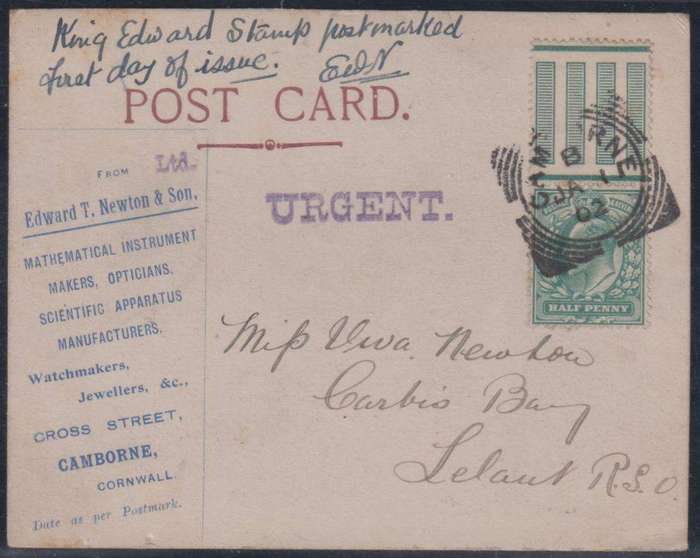 King Edward Stamp postmarked
first day of issue. EWN
POST CARD.
FROM Ltd.
Edward T. Newton & Son,
MATHEMATICAL INSTRUMENT
MAKERS, OPTICIANS,
SCIENTIFIC APPARATUS
MANUFACTURERS,
Watchmakers,
Jewellers, &c.,
CROSS STREET,
CAMBORNE,
CORNWALL.
Date as per Postmark.
URGENT.
CAMBORNE
B
JA 1
02
HALF PENNY
Miſs Viva Newton
Carbis Bay
Lelant R.S.O.